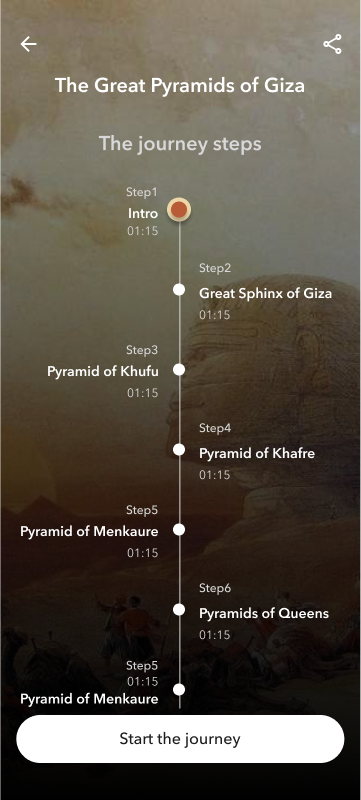 The Great Pyramids of Giza
The journey steps
Step1
Intro
01:15
Step2
Great Sphinx of Giza
01:15
Step3
Pyramid of Khufu
01:15
Step4
Pyramid of Khafre
01:15
Step5
Pyramid of Menkaure
01:15
Step6
Pyramids of Queens
01:15
Step5
01:15
Pyramid of Menkaure
Start the journey